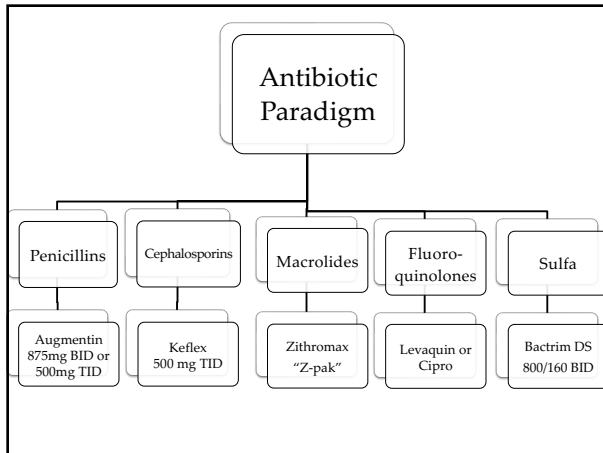 Antibiotic
Paradigm
Penicillins
Cephalosporins
Macrolides
Fluoro-
quinolones
Sulfa
Augmentin
875mg BID or
500mg TID
Keflex
500 mg TID
Zithromax
“Z-pak”
Levaquin or
Cipro
Bactrim DS
800/160 BID